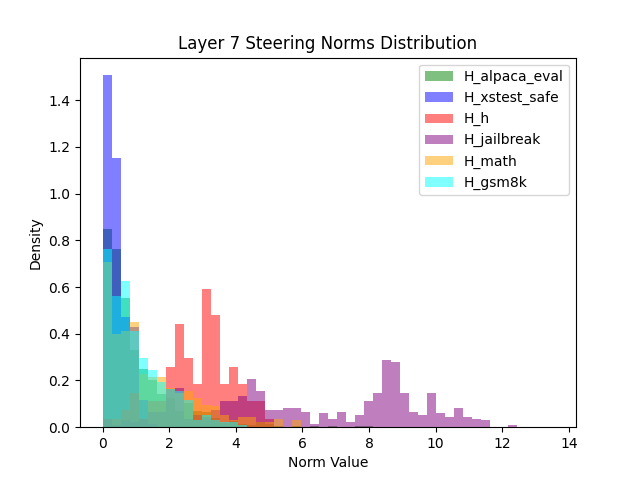 Layer 7 Steering Norms Distribution
H_alpaca_eval
H_xstest_safe
H_h
H_jailbreak
H_math
H_gsm8k
Density
1.4
1.2
1.0
0.8
0.6
0.4
0.2
0.0
0 2 4 6 8 10 12 14
Norm Value